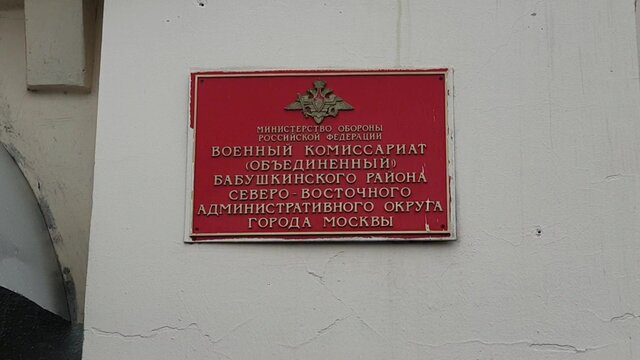 МИНИСТЕРСТВО ОБОРОНЫ
РОССИЙСКОЙ ФЕДЕРАЦИИ
ВОЕННЫЙ КОМИССАРИАТ
(ОБЪЕДИНЕННЫЙ)
БАБУШКИНСКОГО РАЙОНА
СЕВЕРО-ВОСТОЧНОГО
АДМИНИСТРАТИВНОГО ОКРУГА
ГОРОДА МОСКВЫ